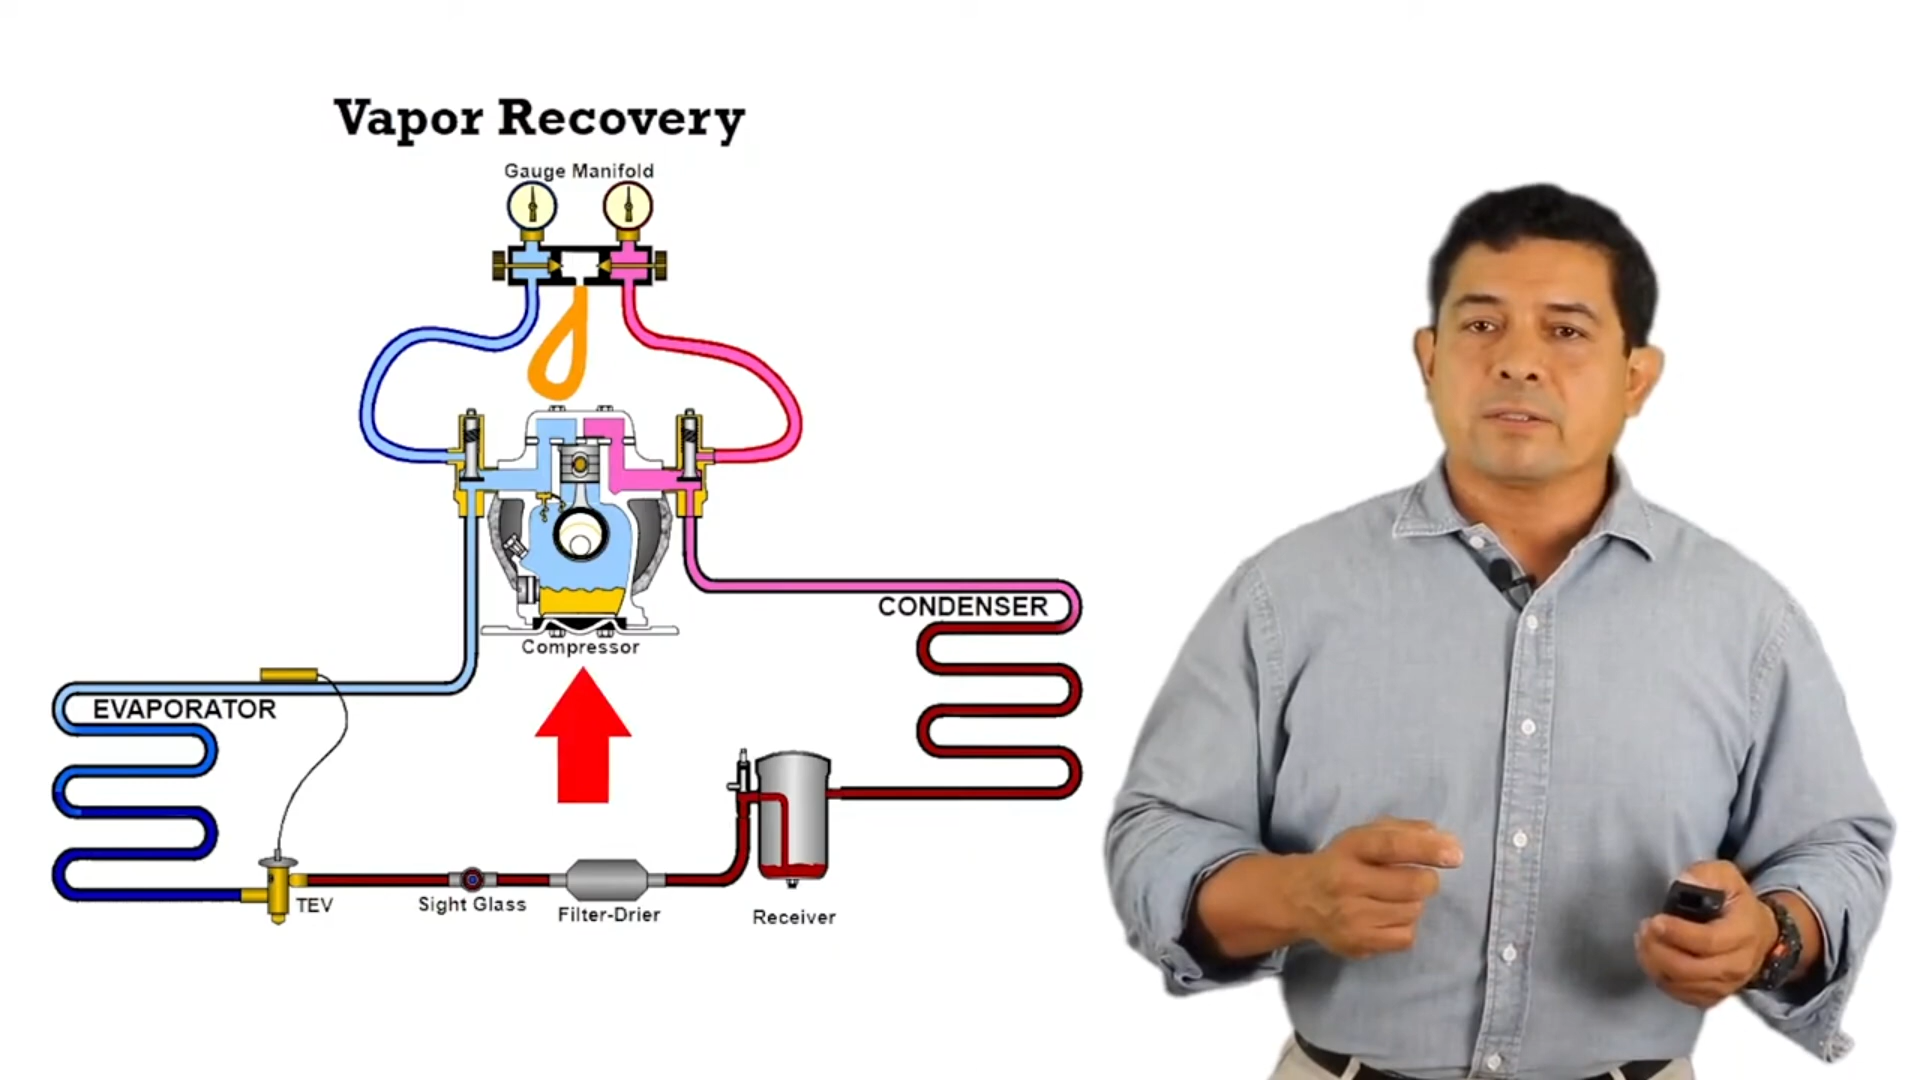 Vapor Recovery
Gauge Manifold
CONDENSER
Compressor
EVAPORATOR
TEV
Sight Glass
Filter-Drier
Receiver